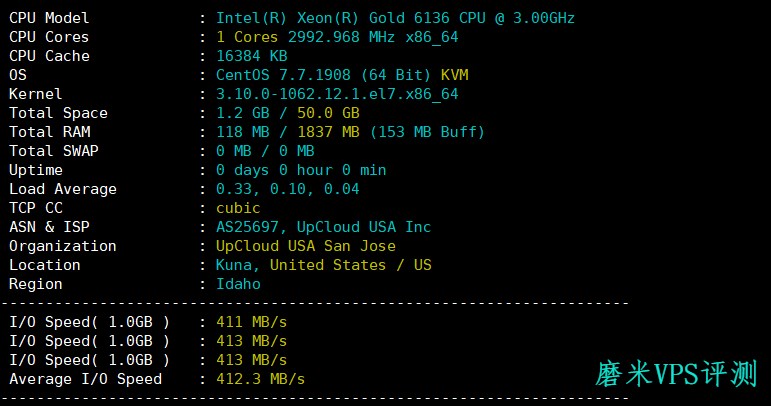 CPU Model : Intel(R) Xeon(R) Gold 6136 CPU @ 3.00GHz
CPU Cores : 1 Cores 2992.968 MHz x86_64
CPU Cache : 16384 KB
OS : CentOS 7.7.1908 (64 Bit) KVM
Kernel : 3.10.0-1062.12.1.el7.x86_64
Total Space : 1.2 GB / 50.0 GB
Total RAM : 118 MB / 1837 MB (153 MB Buff)
Total SWAP : 0 MB / 0 MB
Uptime : 0 days 0 hour 0 min
Load Average : 0.33, 0.10, 0.04
TCP CC : cubic
ASN & ISP : AS25697, UpCloud USA Inc
Organization : UpCloud USA San Jose
Location : Kuna, United States / US
Region : Idaho
----------------------------------------------------------------------
I/O Speed( 1.0GB ) : 411 MB/s
I/O Speed( 1.0GB ) : 413 MB/s
I/O Speed( 1.0GB ) : 413 MB/s
Average I/O Speed : 412.3 MB/s
磨米VPS评测
----------------------------------------------------------------------